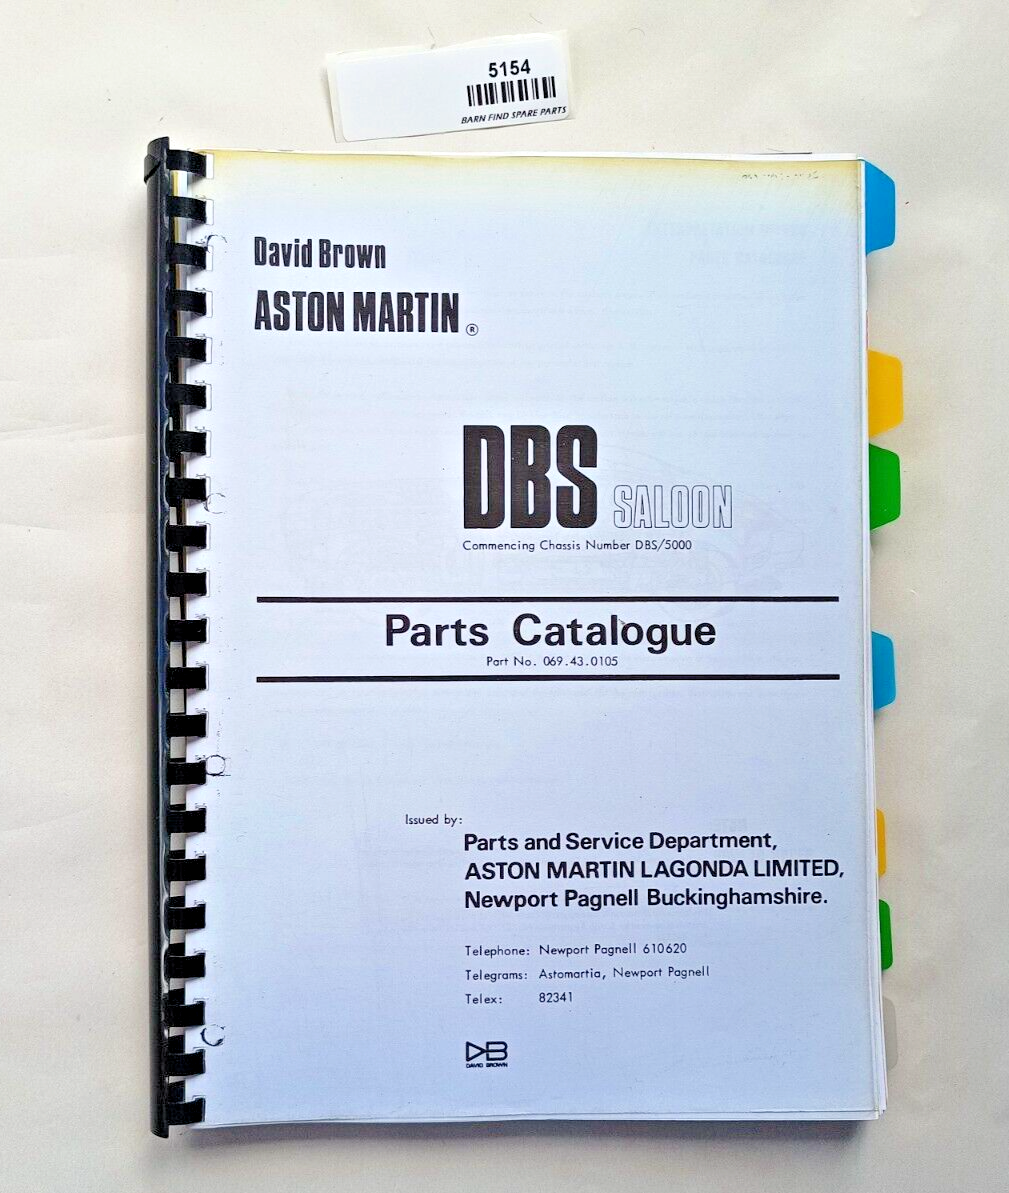 5154
BARN FIND SPARE PARTS
David Brown
ASTON MARTIN ®
DBS SALOON
Commencing Chassis Number DBS/5000
Parts Catalogue
Part No. 069.43.0105
Issued by:
Parts and Service Department,
ASTON MARTIN LAGONDA LIMITED,
Newport Pagnell Buckinghamshire.
Telephone: Newport Pagnell 610620
Telegrams: Astomartia, Newport Pagnell
Telex: 82341
DB
DAVID BROWN